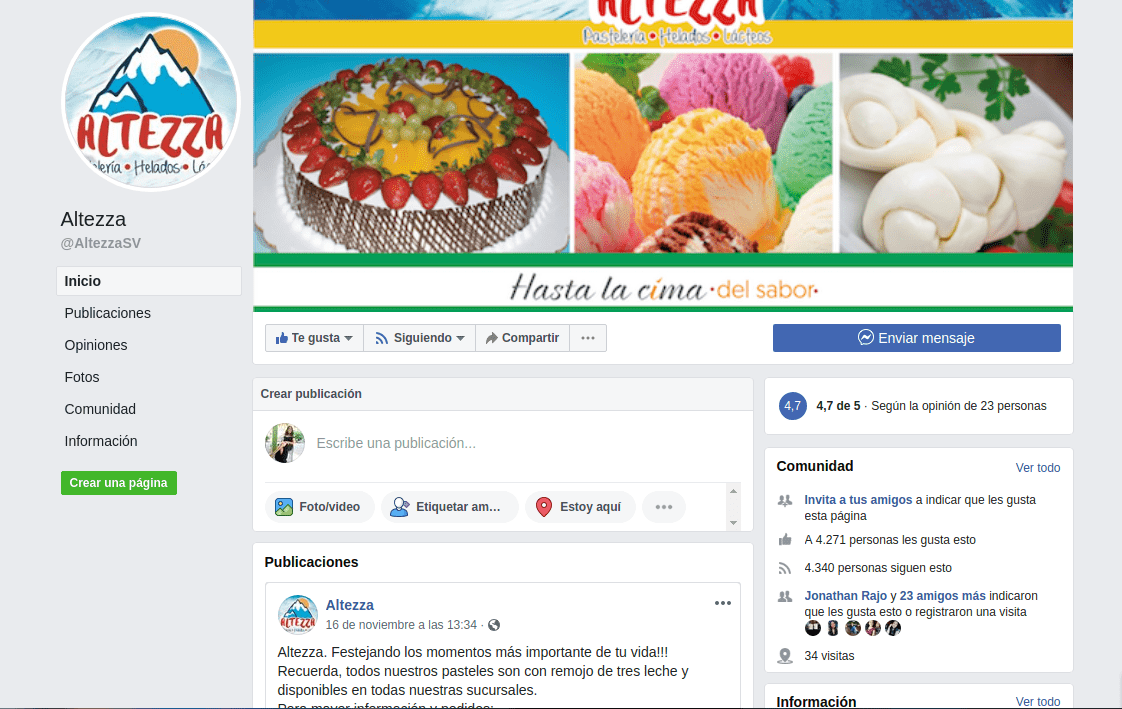 ALTEZZA
Pastelería • Helados • Lácteos
ALTEZZA
Helados
Altezza
@AltezzaSV
Inicio
Publicaciones
Opiniones
Fotos
Comunidad
Información
Crear una página
Hasta la cima • del sabor •
Te gusta
Siguiendo
Compartir
Enviar mensaje
Crear publicación
Escribe una publicación...
Foto/video
Etiquetar am...
Estoy aquí
Publicaciones
Altezza
16 de noviembre a las 13:34 ·
ALTEZZA
Altezza. Festejando los momentos más importante de tu vida!!!
Recuerda, todos nuestros pasteles son con remojo de tres leche y
disponibles en todas nuestras sucursales.
Para mayor información y pedidos:
4,7
4,7 de 5 · Según la opinión de 23 personas
Comunidad
Ver todo
Invita a tus amigos a indicar que les gusta
esta página
A 4.271 personas les gusta esto
4.340 personas siguen esto
Jonathan Rajo y 23 amigos más indicaron
que les gusta esto o registraron una visita
34 visitas
Información
Ver todo